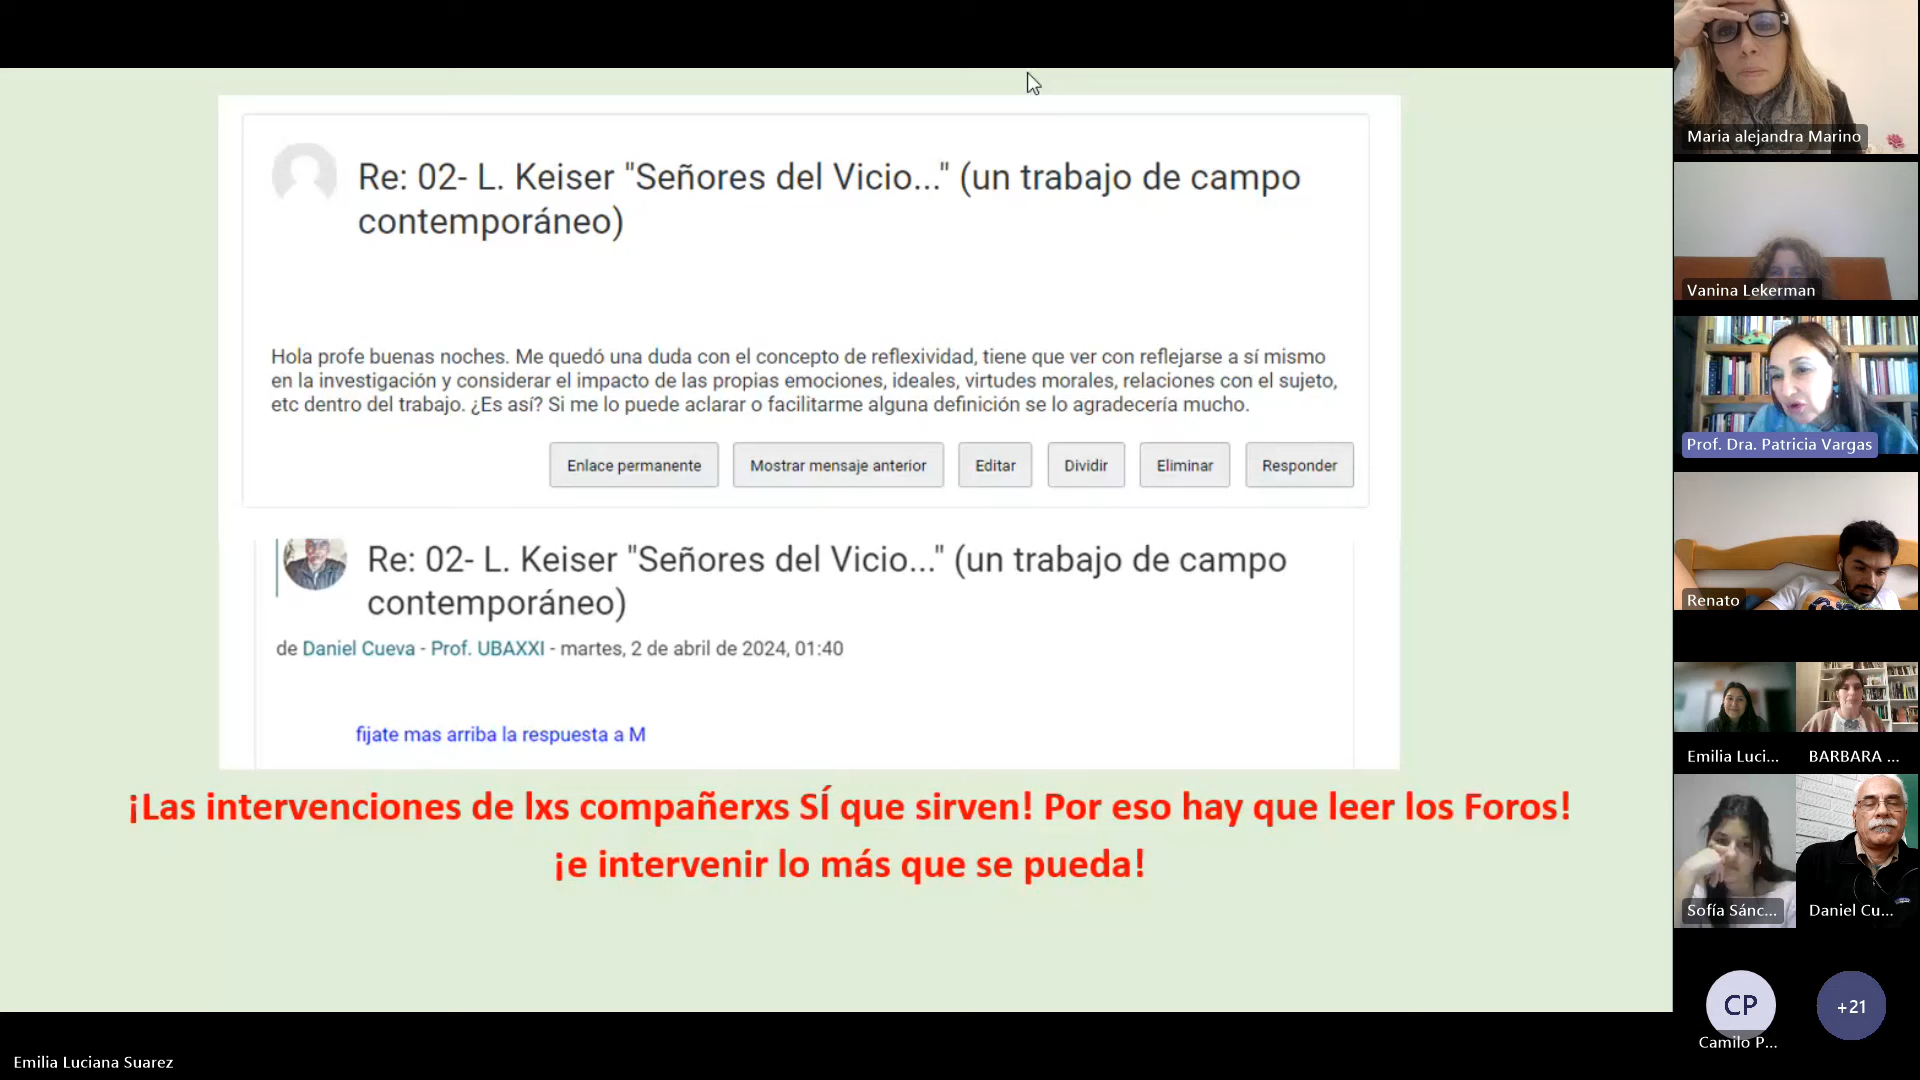 Re: 02- L. Keiser "Señores del Vicio..." (un trabajo de campo
contemporáneo)
Hola profe buenas noches. Me quedó una duda con el concepto de reflexividad, tiene que ver con reflejarse a sí mismo
en la investigación y considerar el impacto de las propias emociones, ideales, virtudes morales, relaciones con el sujeto,
etc dentro del trabajo. ¿Es así? Si me lo puede aclarar o facilitarme alguna definición se lo agradecería mucho.
Enlace permanente
Mostrar mensaje anterior
Editar
Dividir
Eliminar
Responder
Re: 02- L. Keiser "Señores del Vicio..." (un trabajo de campo
contemporáneo)
de Daniel Cueva - Prof. UBAXXI - martes, 2 de abril de 2024, 01:40
fijate mas arriba la respuesta a M
¡Las intervenciones de lxs compañerxs SÍ que sirven! Por eso hay que leer los Foros!
¡e intervenir lo más que se pueda!
Maria alejandra Marino
Vanina Lekerman
Prof. Dra. Patricia Vargas
Renato
Emilia Luci...
BARBARA ...
Sofía Sánc...
Daniel Cu...
CP
+21
Camilo P...
Emilia Luciana Suarez